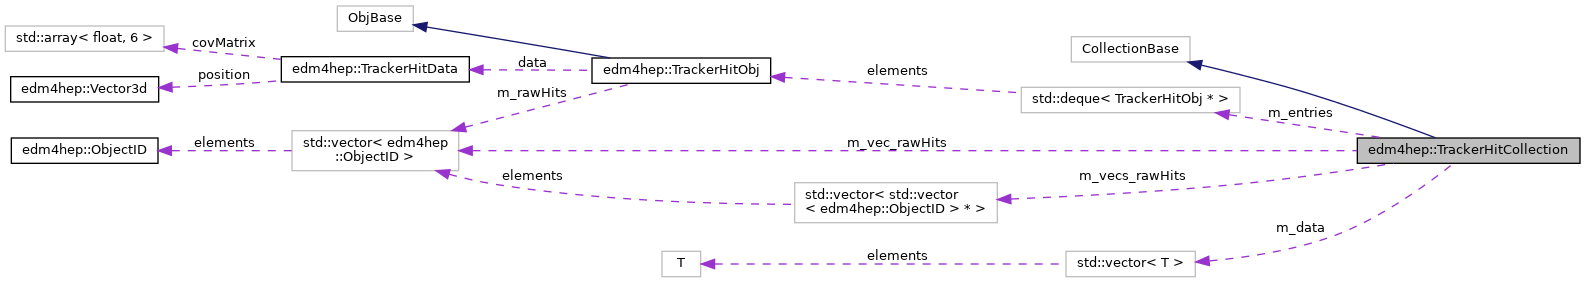 ObjBase
std::array< float, 6 >
covMatrix
CollectionBase
edm4hep::TrackerHitData
data
edm4hep::TrackerHitObj
elements
position
edm4hep::Vector3d
m_rawHits
std::deque< TrackerHitObj * >
m_entries
edm4hep::ObjectID
elements
std::vector< edm4hep
::ObjectID >
m_vec_rawHits
edm4hep::TrackerHitCollection
elements
m_vecs_rawHits
std::vector< std::vector
< edm4hep::ObjectID > * >
m_data
T
elements
std::vector< T >